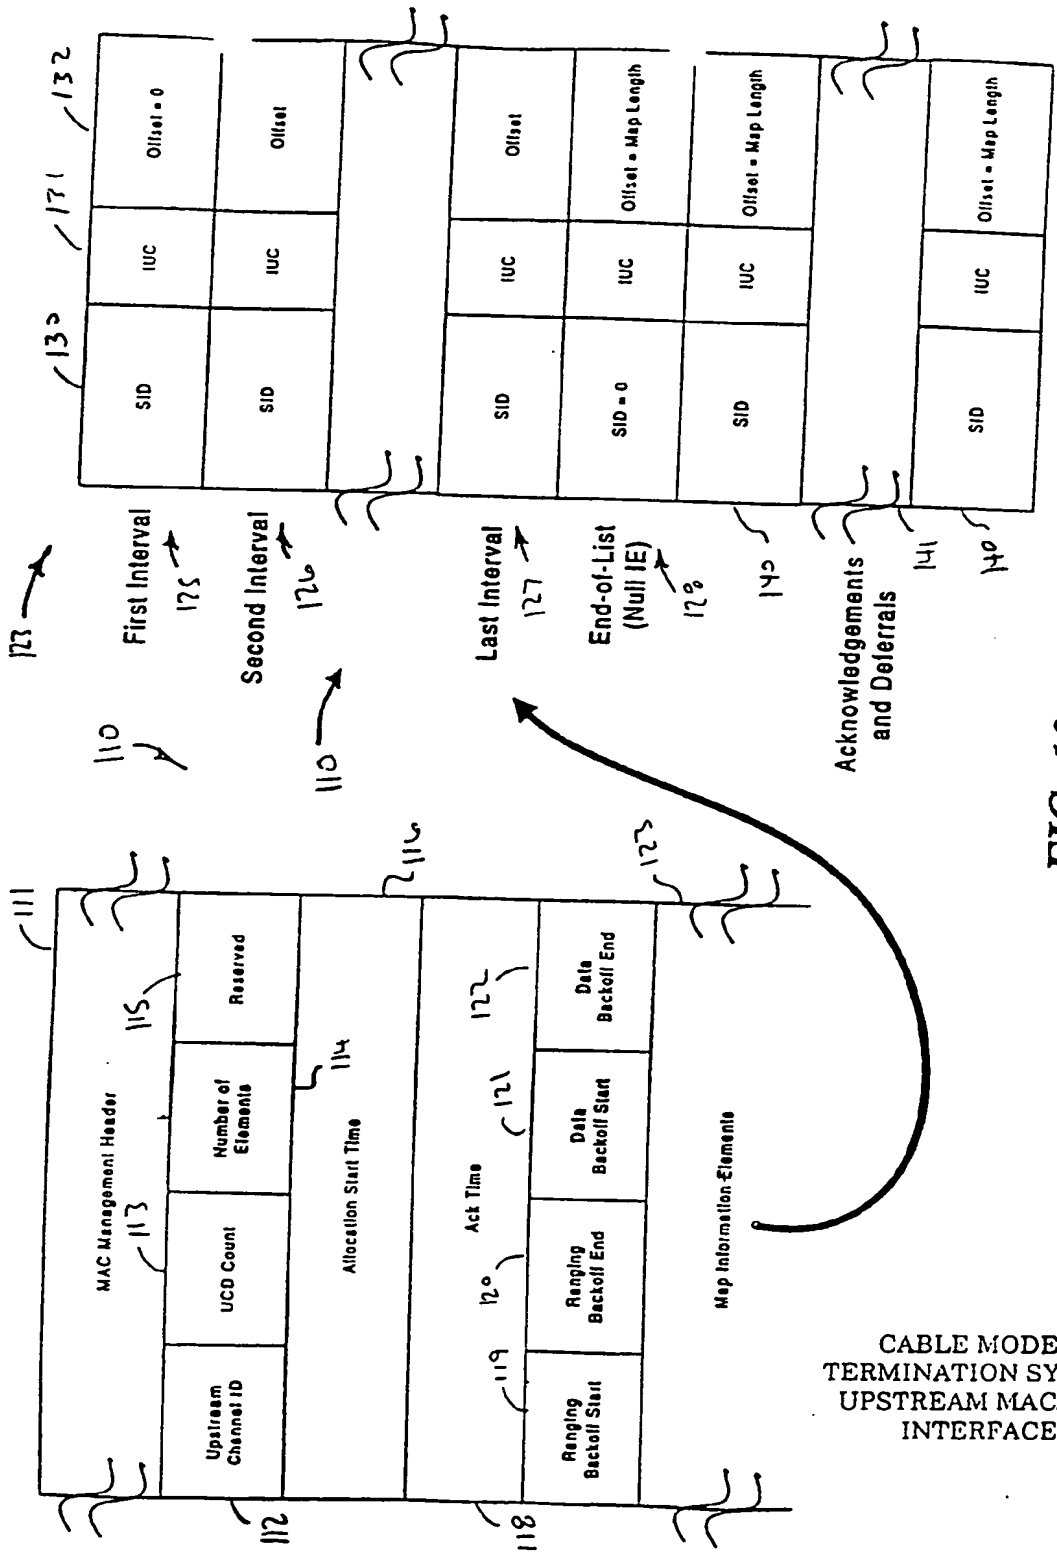 111
MAC Management Header
112
113
115
Upstream
Channel ID
UCD Count
Number of
Elements
Reserved
114
Allocation Start Time
116
118
Ack Time
119
120
121
122
Ranging
Backoff Start
Ranging
Backoff End
Data
Backoff Start
Data
Backoff End
Map Information Elements
123
110
110
123
130
131
132
First Interval
125
SID
IUC
Offset = 0
Second Interval
126
SID
IUC
Offset
Last Interval
127
SID
IUC
Offset
End-of-List
(Null IE)
128
SID = 0
IUC
Offset = Map Length
140
SID
IUC
Offset = Map Length
Acknowledgements
and Deferrals
141
140
SID
IUC
Offset = Map Length
CABLE MODE
TERMINATION SY
UPSTREAM MAC
INTERFACE